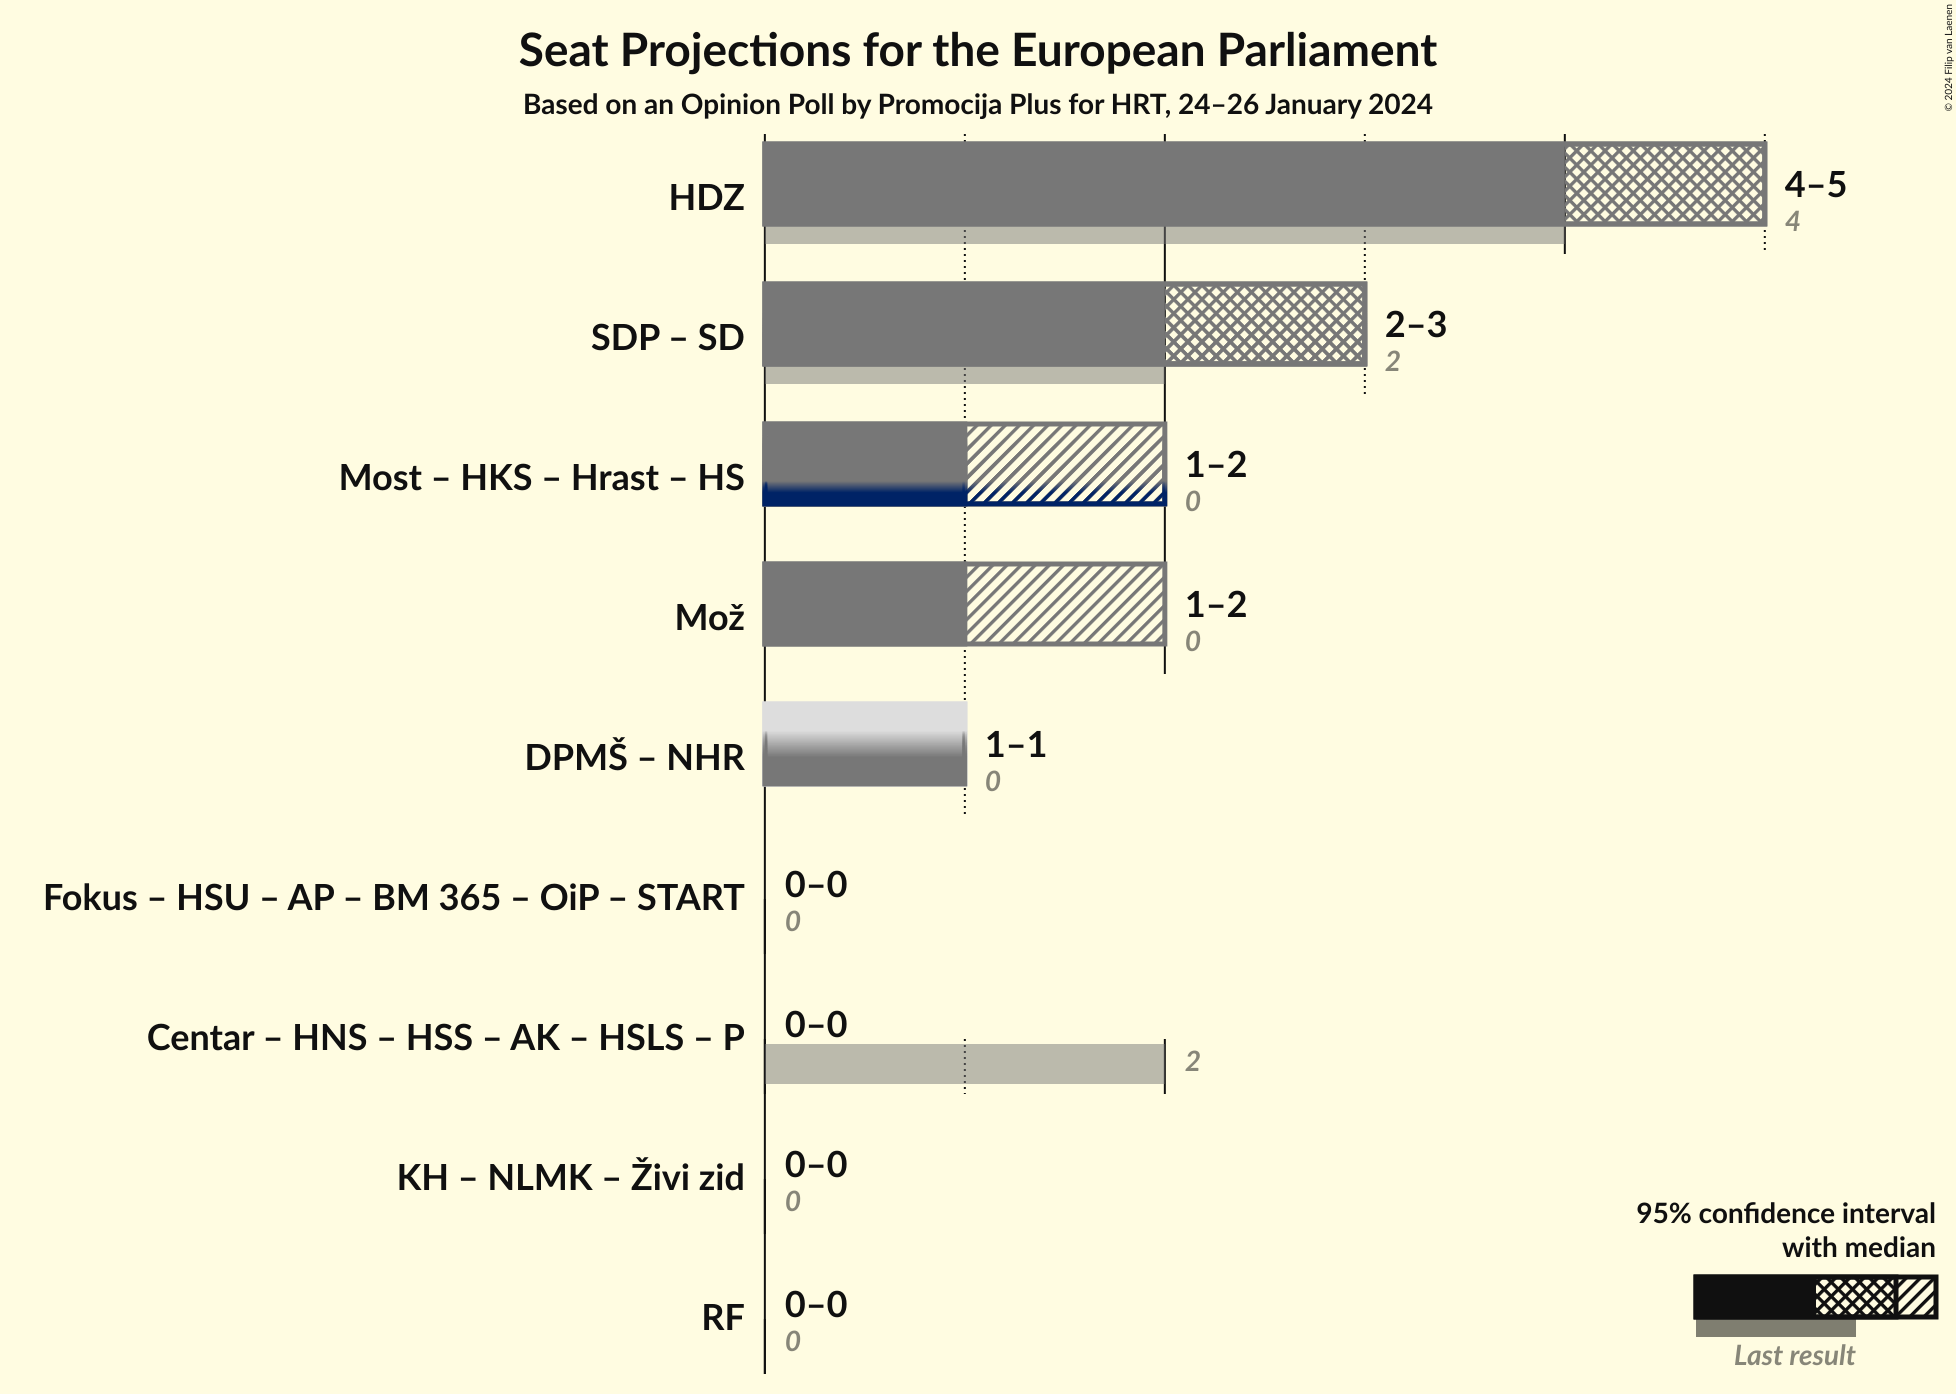 Seat Projections for the European Parliament
Based on an Opinion Poll by Promocija Plus for HRT, 24–26 January 2024
© 2024 Filip van Laenen
HDZ
4–5
4
SDP – SD
2–3
2
Most – HKS – Hrast – HS
1–2
0
Mož
1–2
0
DPMŠ – NHR
1–1
0
Fokus – HSU – AP – BM 365 – OiP – START
0–0
0
Centar – HNS – HSS – AK – HSLS – P
0–0
2
KH – NLMK – Živi zid
0–0
0
RF
0–0
0
95% confidence interval
with median
Last result